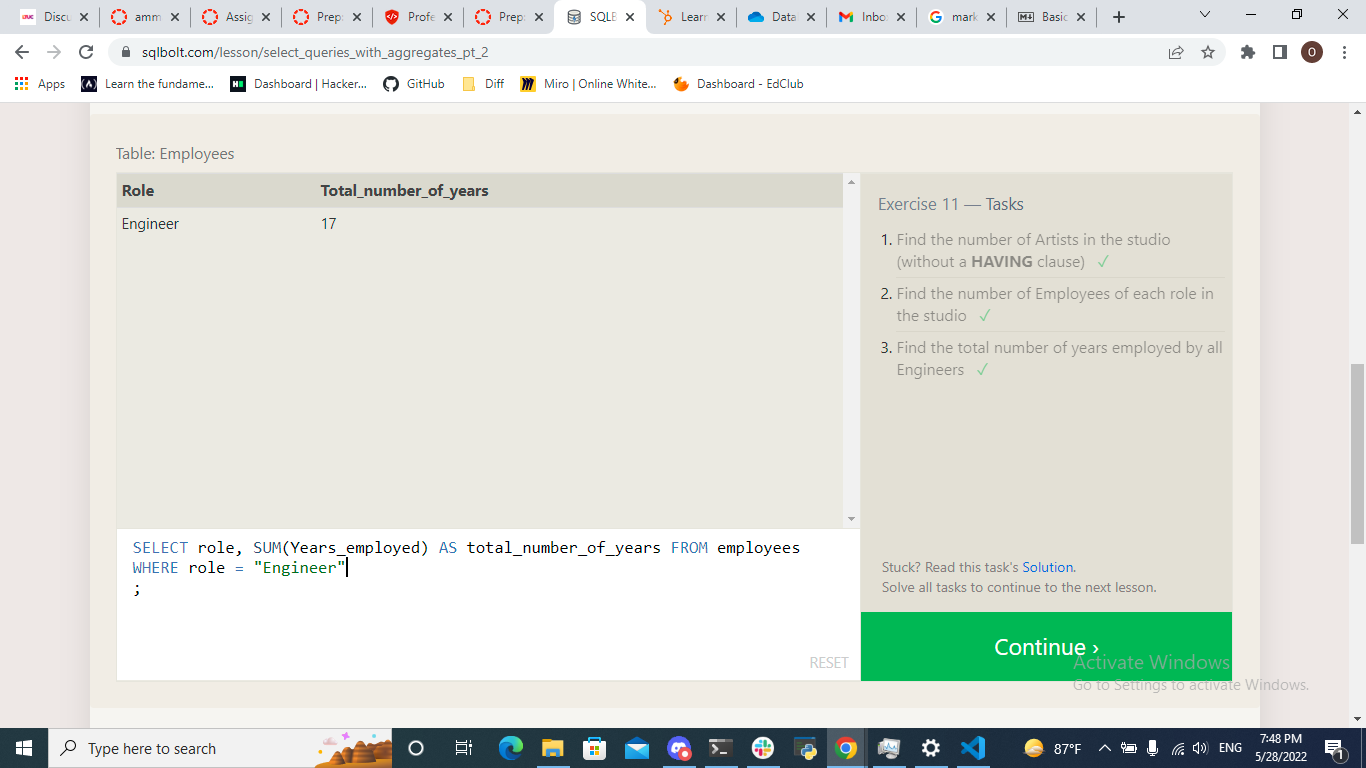 Discu
amm
Assig
Prep
Profe
Prep
SQLB
Learn
Data
Inbo
mark
Basic
sqlbolt.com/lesson/select_queries_with_aggregates_pt_2
O
Apps
Learn the fundame...
Dashboard | Hacker...
GitHub
Diff
Miro | Online White...
Dashboard - EdClub
Table: Employees
Role Total_number_of_years
Engineer 17
Exercise 11 — Tasks
1. Find the number of Artists in the studio
(without a HAVING clause) ✓
2. Find the number of Employees of each role in
the studio ✓
3. Find the total number of years employed by all
Engineers ✓
SELECT role, SUM(Years_employed) AS total_number_of_years FROM employees
WHERE role = "Engineer"
;
RESET
Stuck? Read this task's Solution.
Solve all tasks to continue to the next lesson.
Continue ›
Activate Windows
Go to Settings to activate Windows.
Type here to search
87°F
ENG
7:48 PM
5/28/2022
1